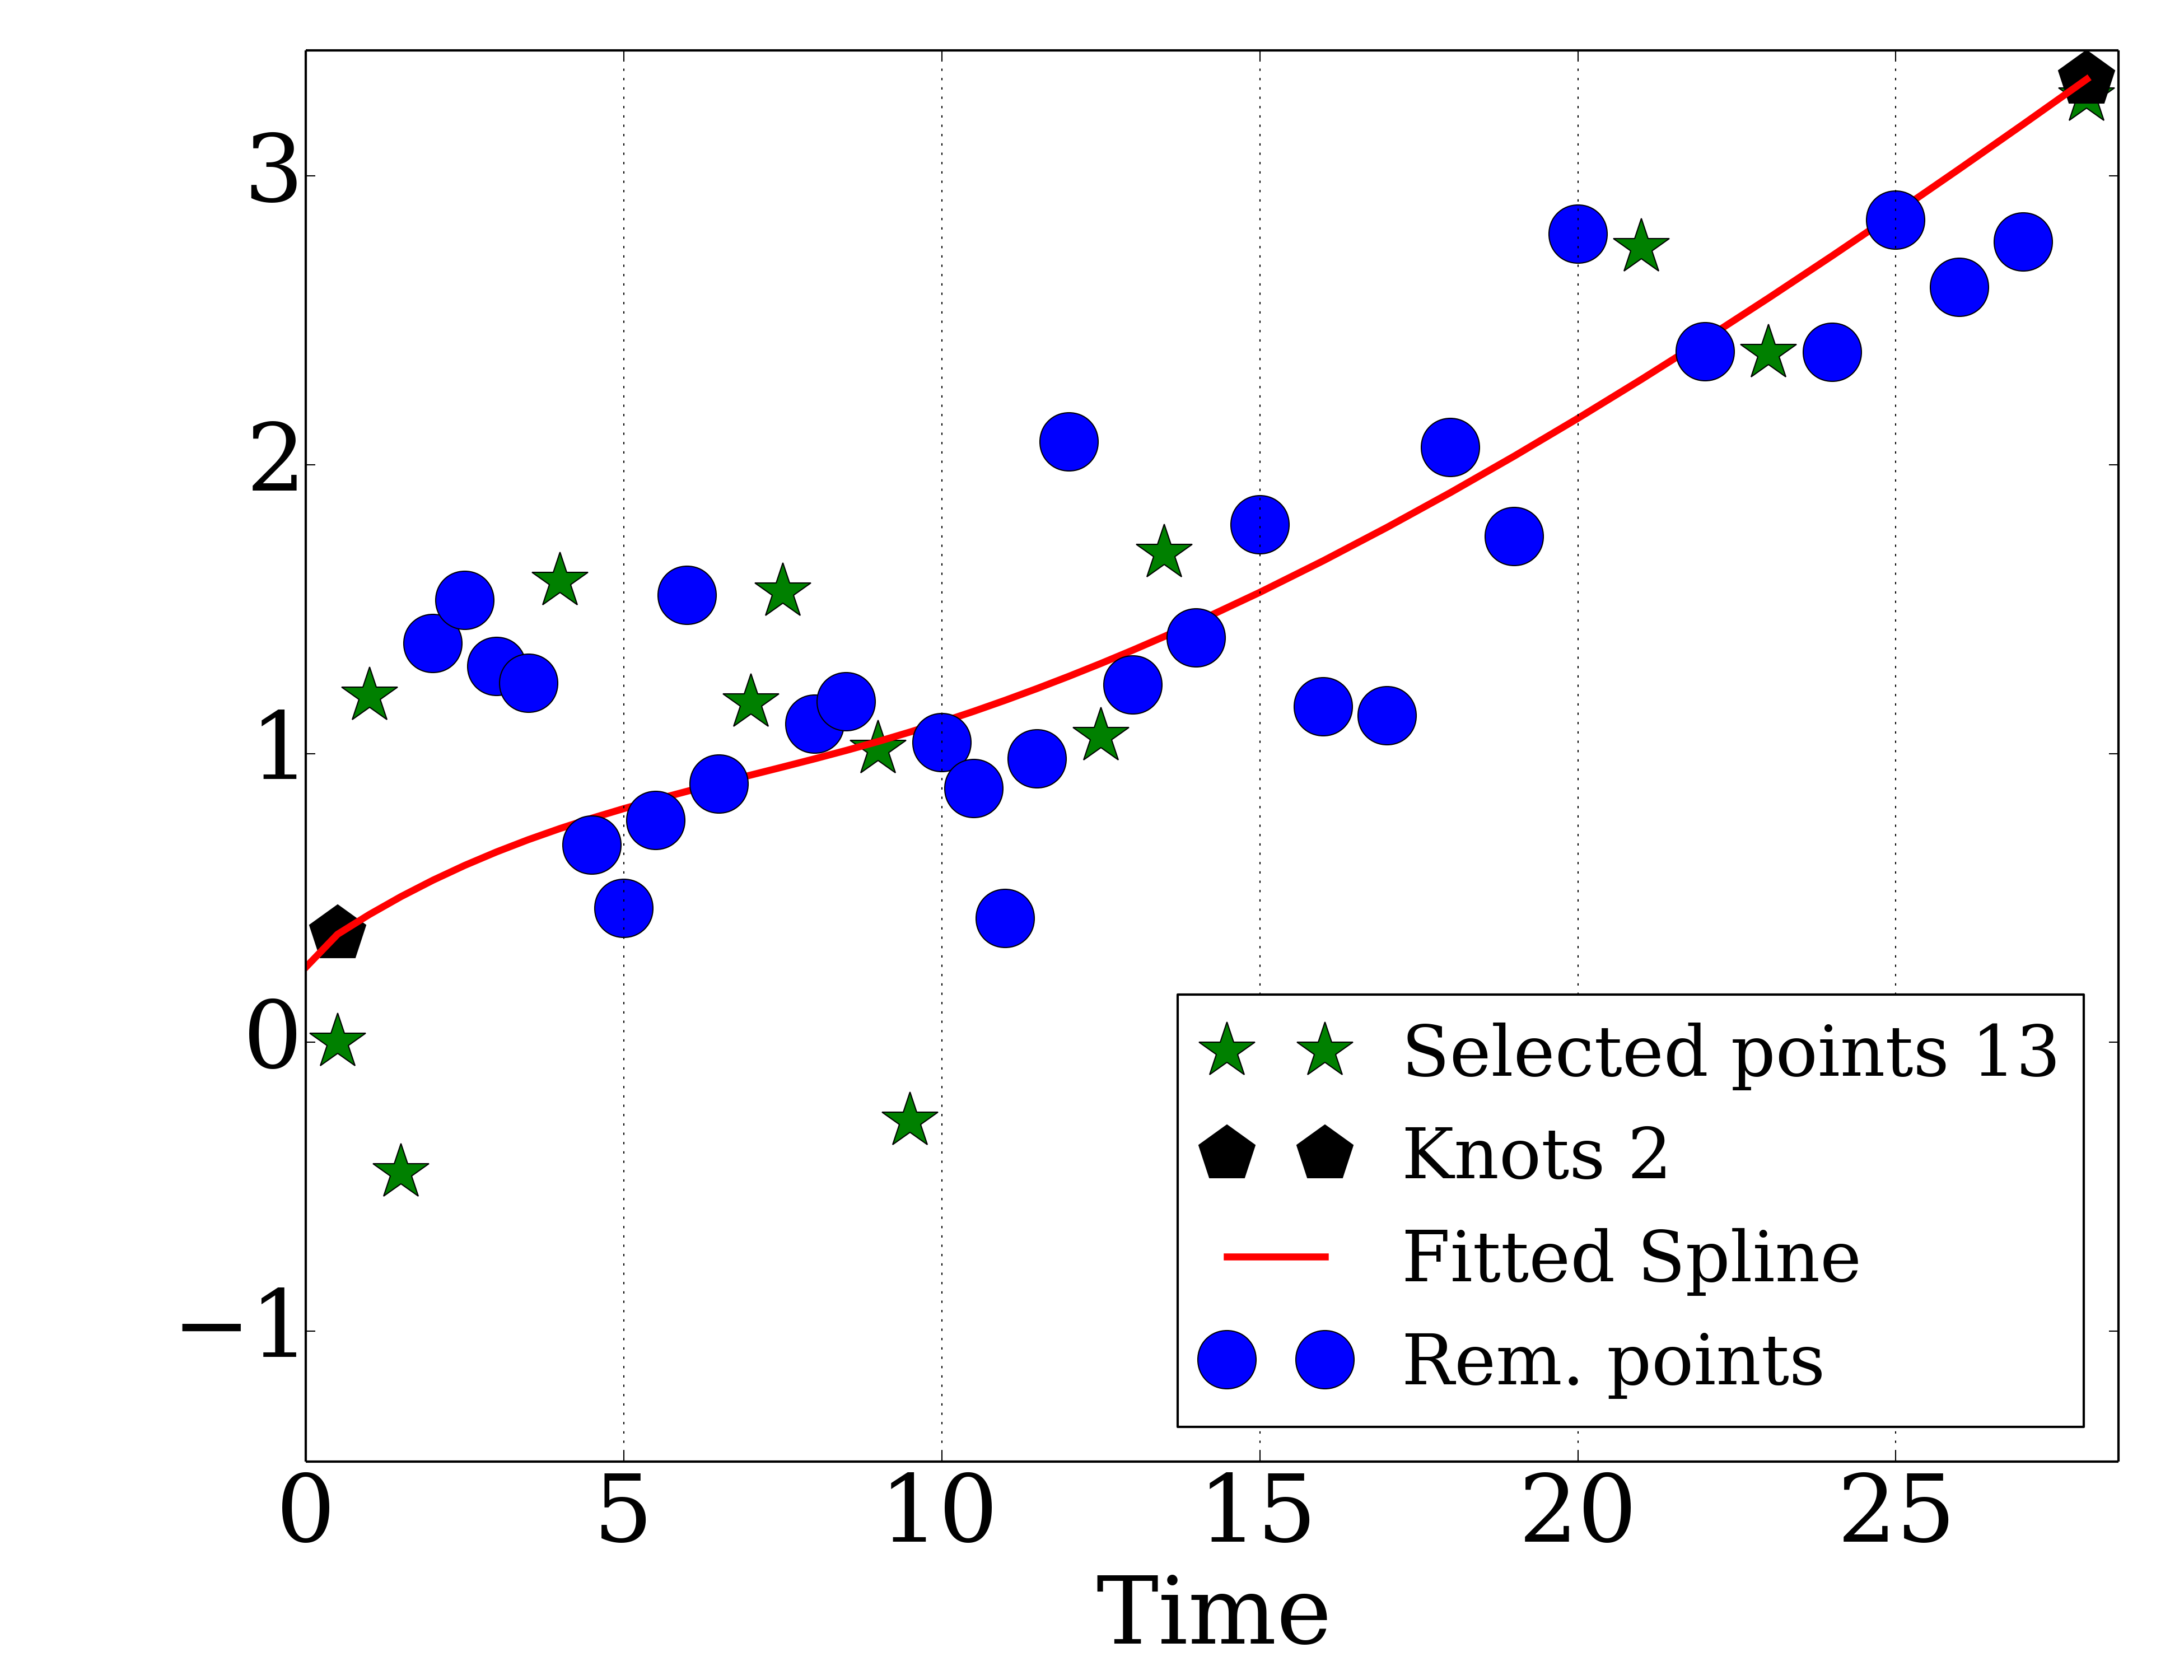 3
2
1
0
−1
Selected points 13
Knots 2
Fitted Spline
Rem. points
0 5 10 15 20 25
Time